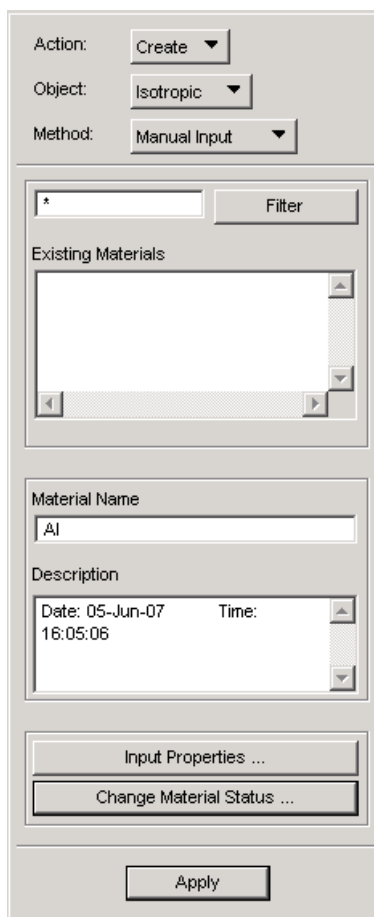 Action: Create
Object: Isotropic
Method: Manual Input
*
Filter
Existing Materials
Material Name
Al
Description
Date: 05-Jun-07 Time:
16:05:06
Input Properties ...
Change Material Status ...
Apply